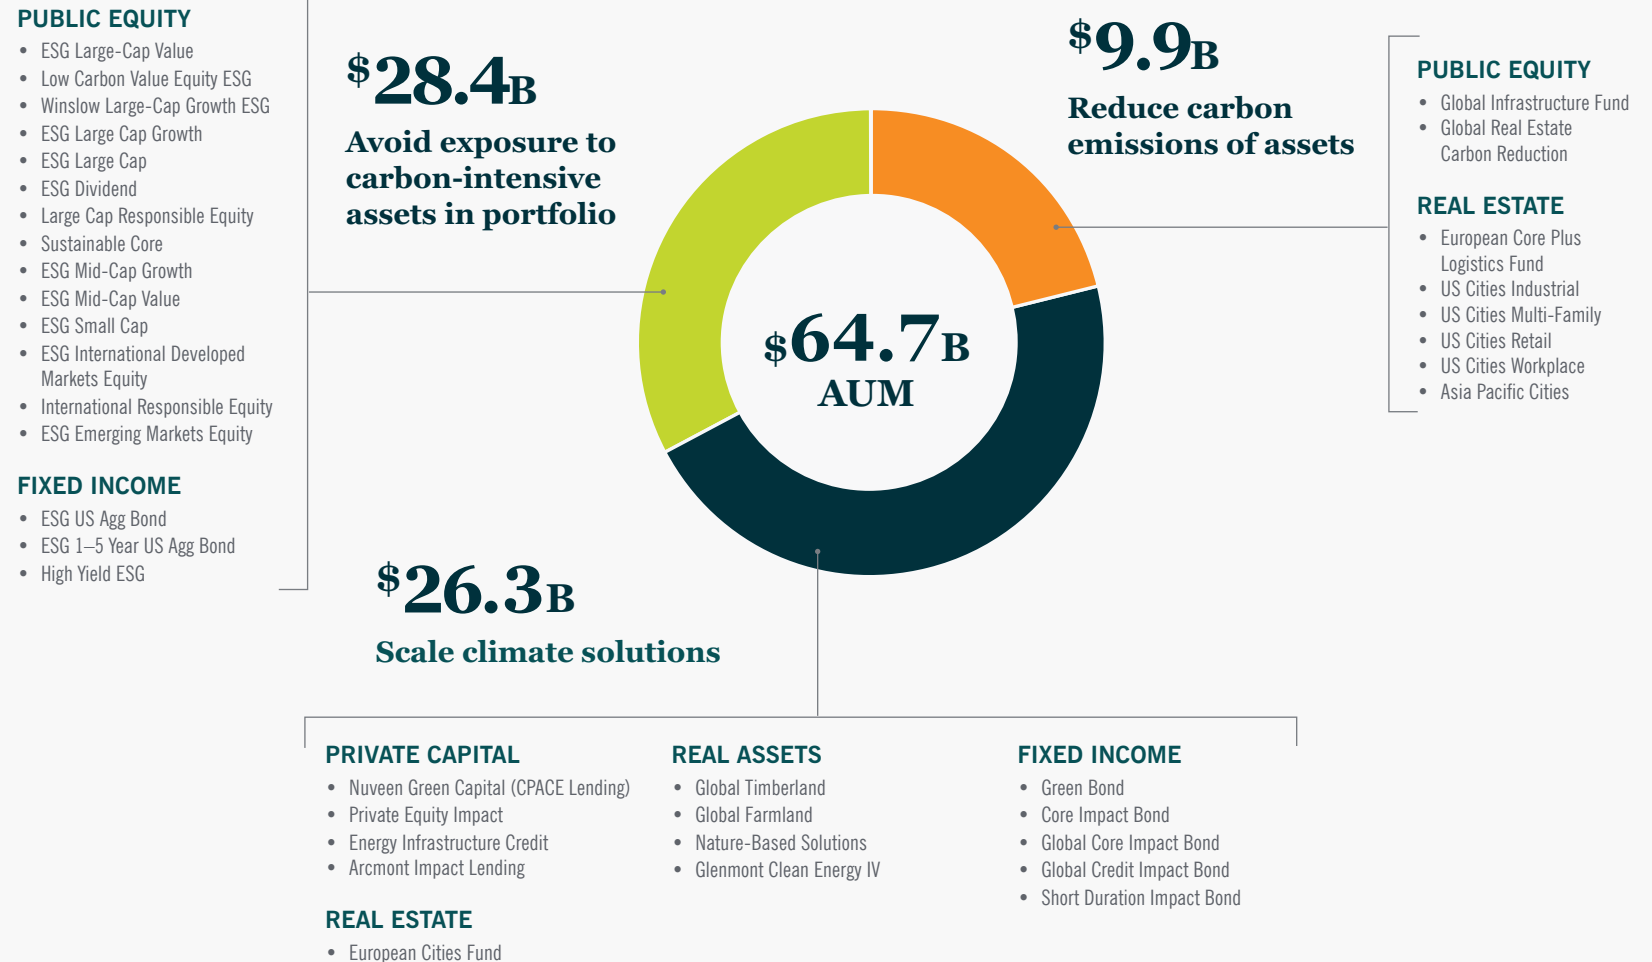 PUBLIC EQUITY
• ESG Large-Cap Value
• Low Carbon Value Equity ESG
• Winslow Large-Cap Growth ESG
• ESG Large Cap Growth
• ESG Large Cap
• ESG Dividend
• Large Cap Responsible Equity
• Sustainable Core
• ESG Mid-Cap Growth
• ESG Mid-Cap Value
• ESG Small Cap
• ESG International Developed
Markets Equity
• International Responsible Equity
• ESG Emerging Markets Equity
FIXED INCOME
• ESG US Agg Bond
• ESG 1–5 Year US Agg Bond
• High Yield ESG
$28.4B
Avoid exposure to
carbon-intensive
assets in portfolio
$64.7B
AUM
$9.9B
Reduce carbon
emissions of assets
PUBLIC EQUITY
• Global Infrastructure Fund
• Global Real Estate
Carbon Reduction
REAL ESTATE
• European Core Plus
Logistics Fund
• US Cities Industrial
• US Cities Multi-Family
• US Cities Retail
• US Cities Workplace
• Asia Pacific Cities
$26.3B
Scale climate solutions
PRIVATE CAPITAL
• Nuveen Green Capital (CPACE Lending)
• Private Equity Impact
• Energy Infrastructure Credit
• Arcmont Impact Lending
REAL ESTATE
• European Cities Fund
REAL ASSETS
• Global Timberland
• Global Farmland
• Nature-Based Solutions
• Glenmont Clean Energy IV
FIXED INCOME
• Green Bond
• Core Impact Bond
• Global Core Impact Bond
• Global Credit Impact Bond
• Short Duration Impact Bond